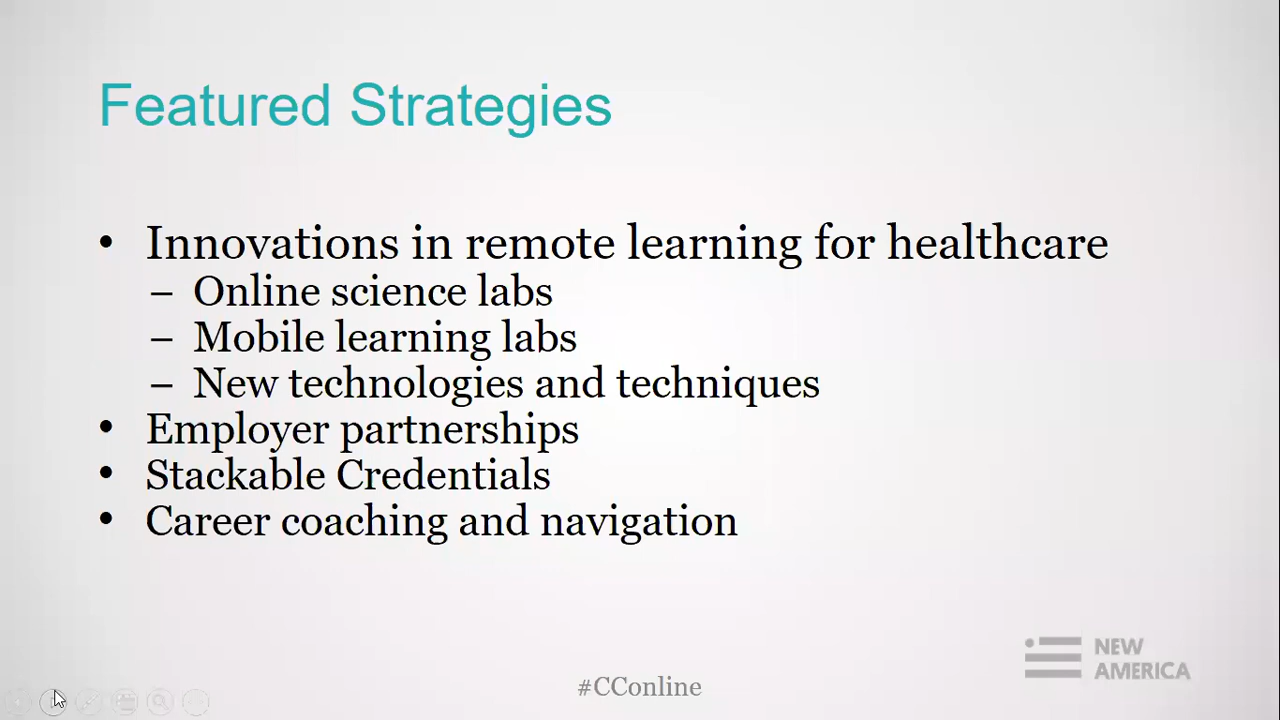 Featured Strategies
• Innovations in remote learning for healthcare
– Online science labs
– Mobile learning labs
– New technologies and techniques
• Employer partnerships
• Stackable Credentials
• Career coaching and navigation
#CConline
NEW
AMERICA